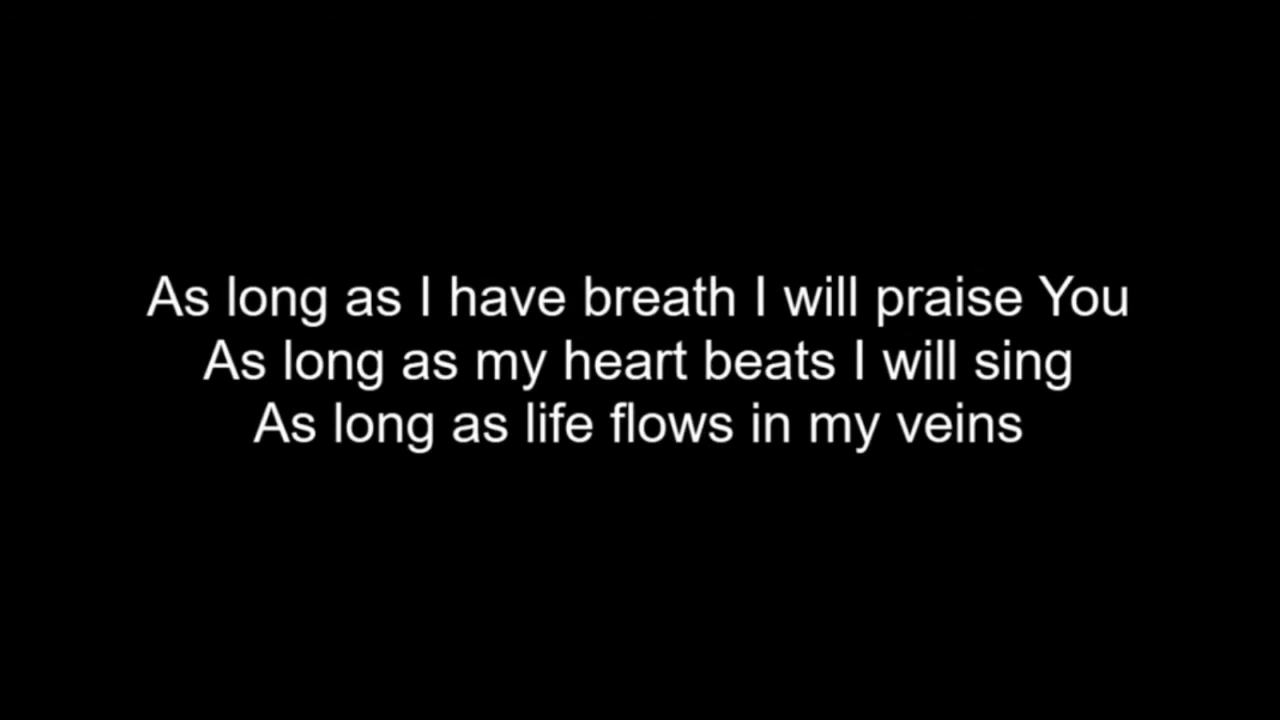 As long as I have breath I will praise You
As long as my heart beats I will sing
As long as life flows in my veins